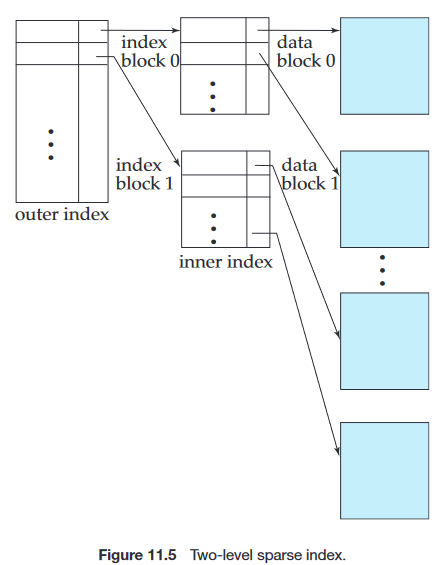 index
block 0
data
block 0
index
block 1
data
block 1
outer index
inner index
Figure 11.5 Two-level sparse index.